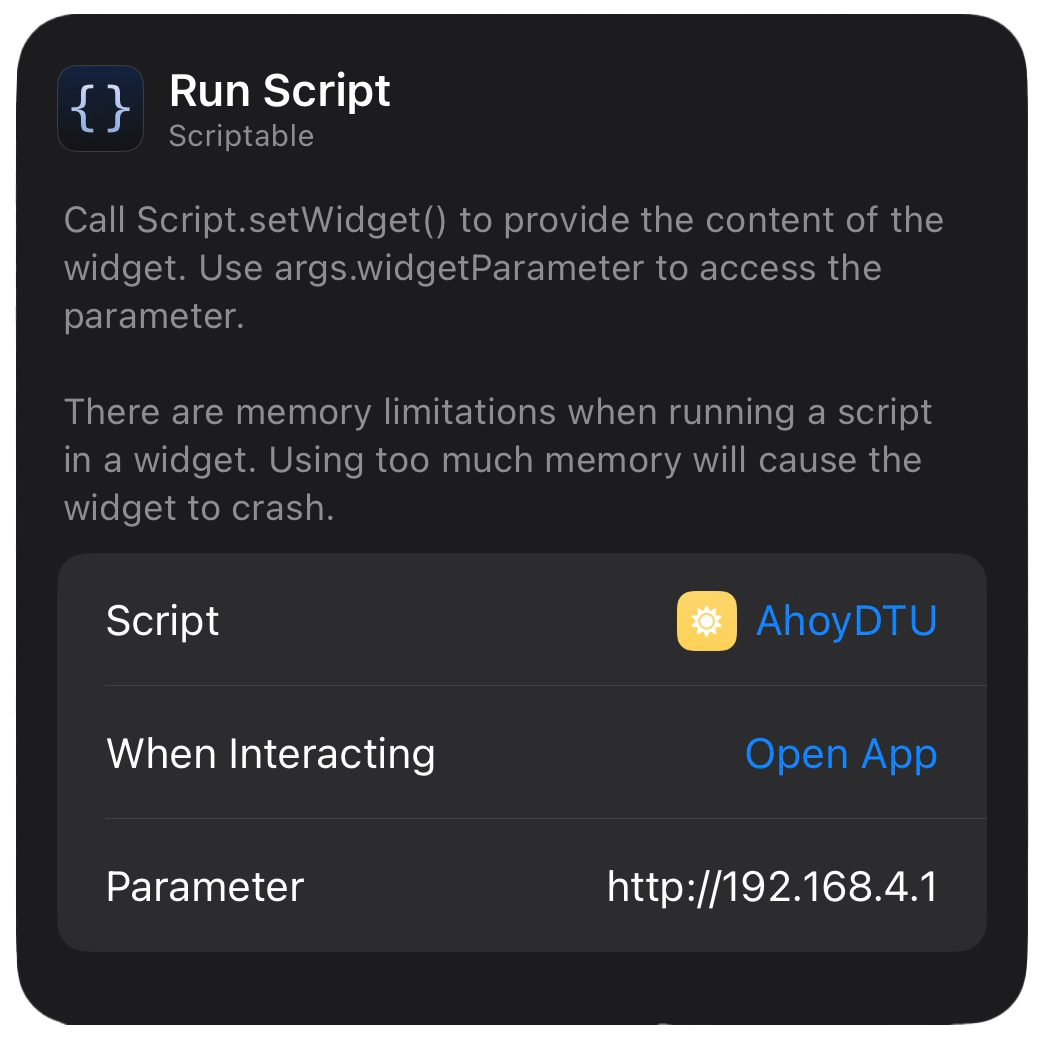 {}
Run Script
Scriptable
Call Script.setWidget() to provide the content of the
widget. Use args.widgetParameter to access the
parameter.
There are memory limitations when running a script
in a widget. Using too much memory will cause the
widget to crash.
Script AhoyDTU
When Interacting Open App
Parameter http://192.168.4.1